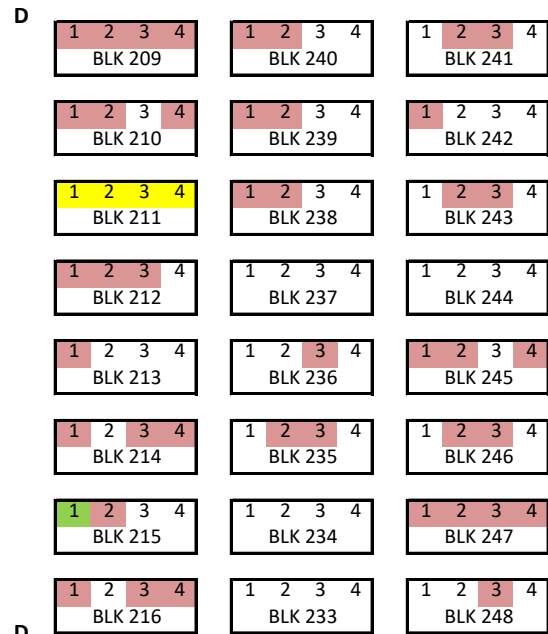 D
1 2 3 4 1 2 3 4 1 2 3 4
BLK 209 BLK 240 BLK 241
1 2 3 4 1 2 3 4 1 2 3 4
BLK 210 BLK 239 BLK 242
1 2 3 4 1 2 3 4 1 2 3 4
BLK 211 BLK 238 BLK 243
1 2 3 4 1 2 3 4 1 2 3 4
BLK 212 BLK 237 BLK 244
1 2 3 4 1 2 3 4 1 2 3 4
BLK 213 BLK 236 BLK 245
1 2 3 4 1 2 3 4 1 2 3 4
BLK 214 BLK 235 BLK 246
1 2 3 4 1 2 3 4 1 2 3 4
BLK 215 BLK 234 BLK 247
1 2 3 4 1 2 3 4 1 2 3 4
BLK 216 BLK 233 BLK 248
D